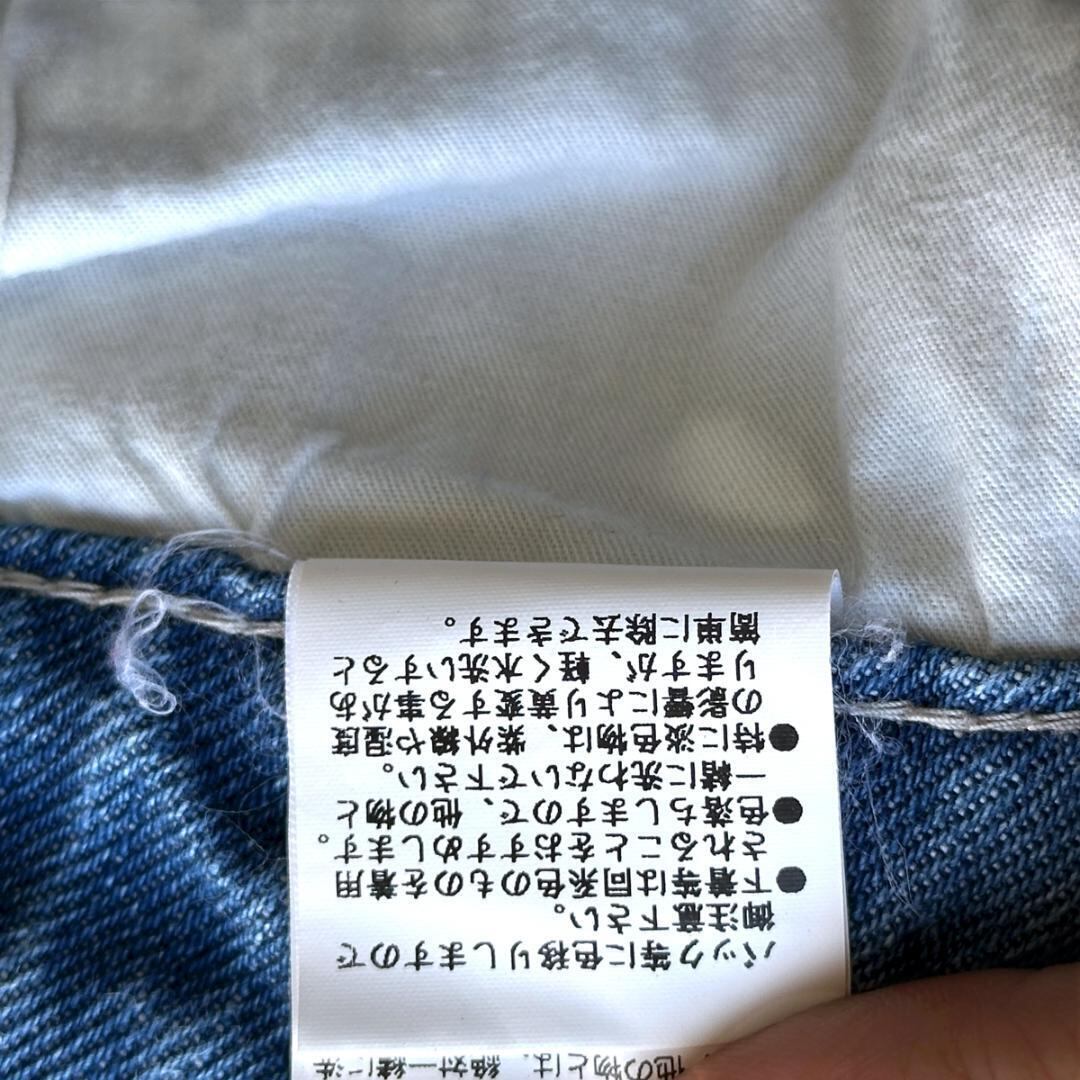 他の物とは、絶対一緒に洗
バック等に色移りしますので
御注意下さい。
●下着等は同系色のものを着用
されることをおすすめします。
●色落ちしますので、他の物と
一緒に洗わないで下さい。
●特に淡色物は、紫外線や湿度
の影響により黄変する事があ
りますが、軽く水洗いすると
簡単に除去できます。